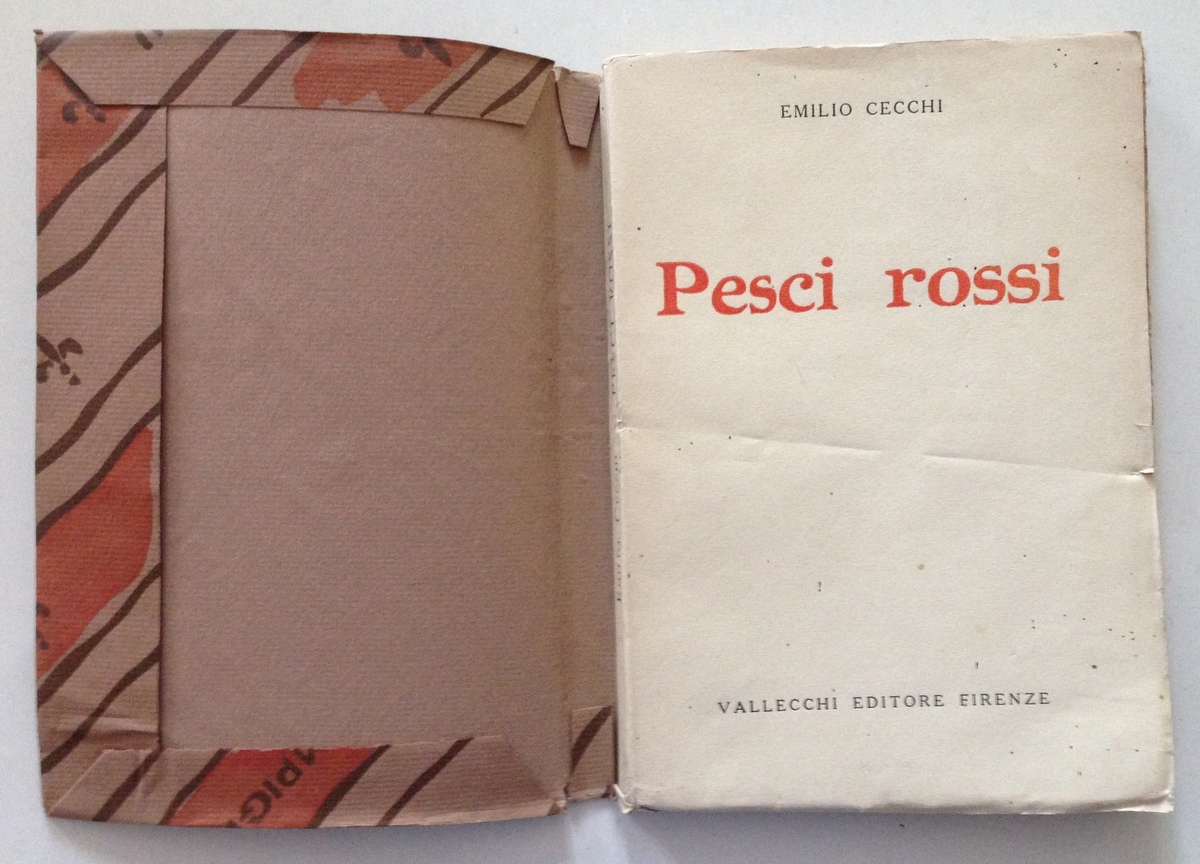 EMILIO CECCHI
Pesci rossi
VALLECCHI EDITORE FIRENZE